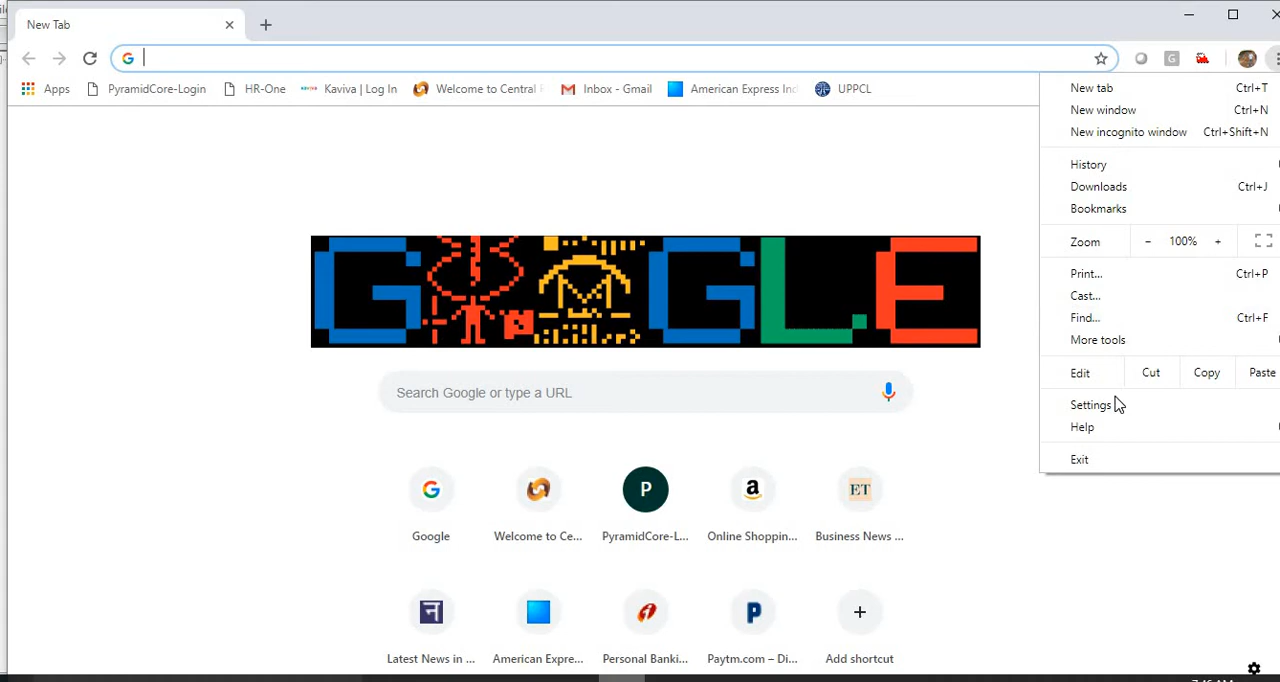 New Tab
Apps
PyramidCore-Login
HR-One
Kaviva | Log In
Welcome to Central
Inbox - Gmail
American Express Ind
UPPCL
New tab Ctrl+T
New window Ctrl+N
New incognito window Ctrl+Shift+N
History
Downloads Ctrl+J
Bookmarks
Zoom - 100% +
Print... Ctrl+P
Cast...
Find... Ctrl+F
More tools
Edit Cut Copy Paste
Settings
Help
Exit
Search Google or type a URL
P
a
ET
Google
Welcome to Ce...
PyramidCore-L...
Online Shoppin...
Business News ...
न
Latest News in ...
American Expre...
Personal Banki...
Paytm.com – Di...
Add shortcut